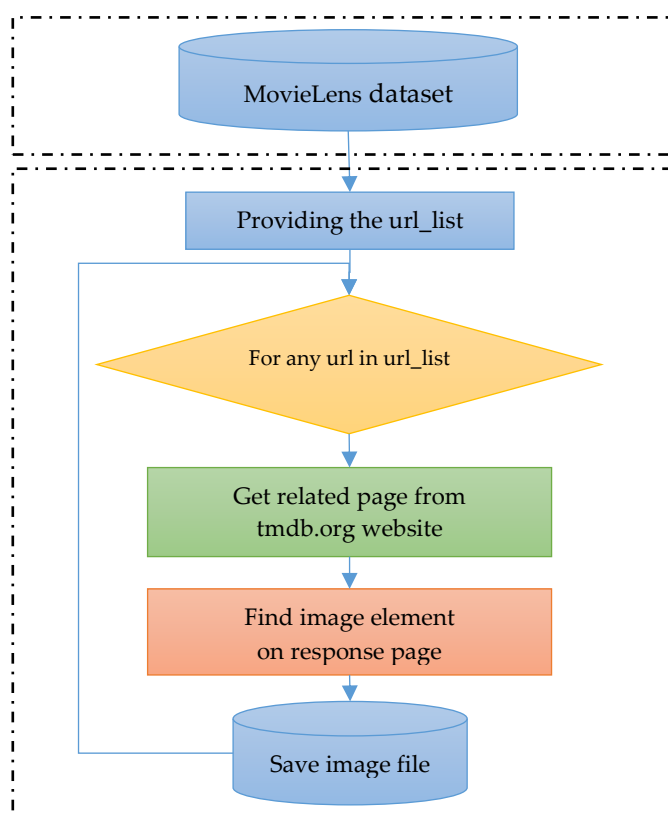 MovieLens dataset
Providing the url_list
For any url in url_list
Get related page from
tmdb.org website
Find image element
on response page
Save image file